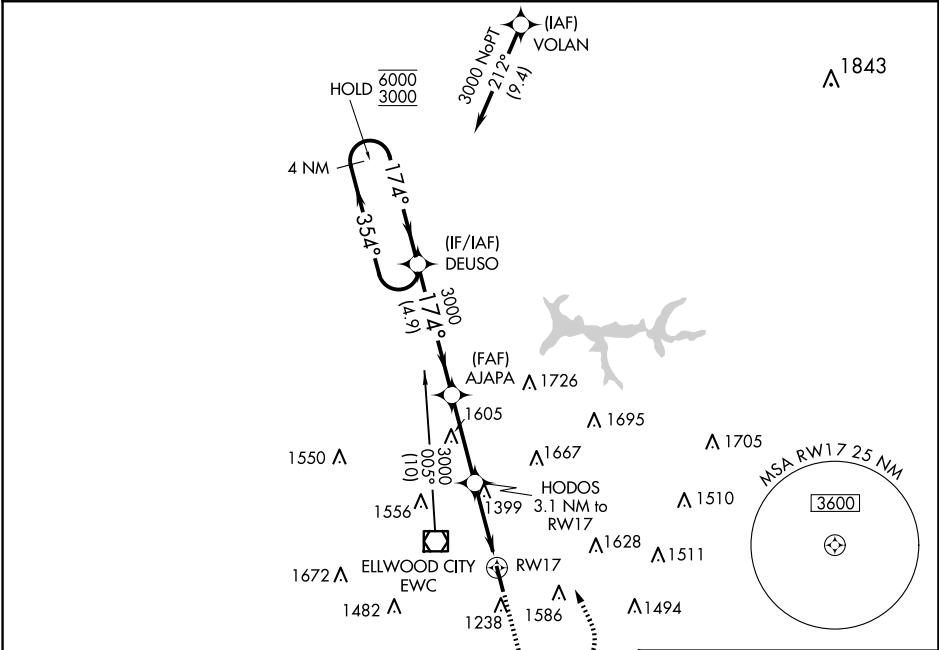 (IAF)
VOLAN
3000 NoPT
212°
(9.4)
1843
HOLD 6000
3000
4 NM
174°
354°
(IF/IAF)
DEUSO
3000
174°
(4.9)
(FAF)
AJAPA
1726
1605
1695
1705
1550
1667
3000
005°
(10)
HODOS
3.1 NM to
RW17
1399
1510
1556
MSA RW17 25 NM
3600
1628
1511
ELLWOOD CITY
EWC
RW17
1672
1482
1238
1586
1494